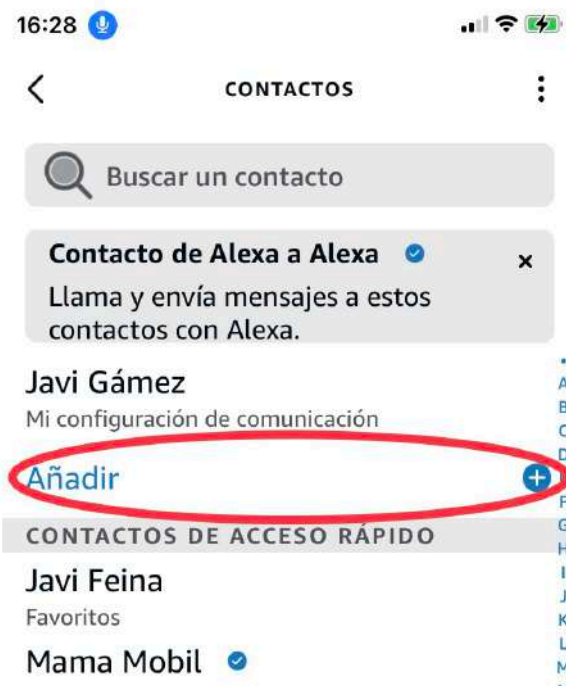 16:28
CONTACTOS
Buscar un contacto
Contacto de Alexa a Alexa
Llama y envía mensajes a estos
contactos con Alexa.
Javi Gámez
Mi configuración de comunicación
Añadir
CONTACTOS DE ACCESO RÁPIDO
Javi Feina
Favoritos
Mama Mobil
A
B
C
D
F
G
H
I
J
K
L
M